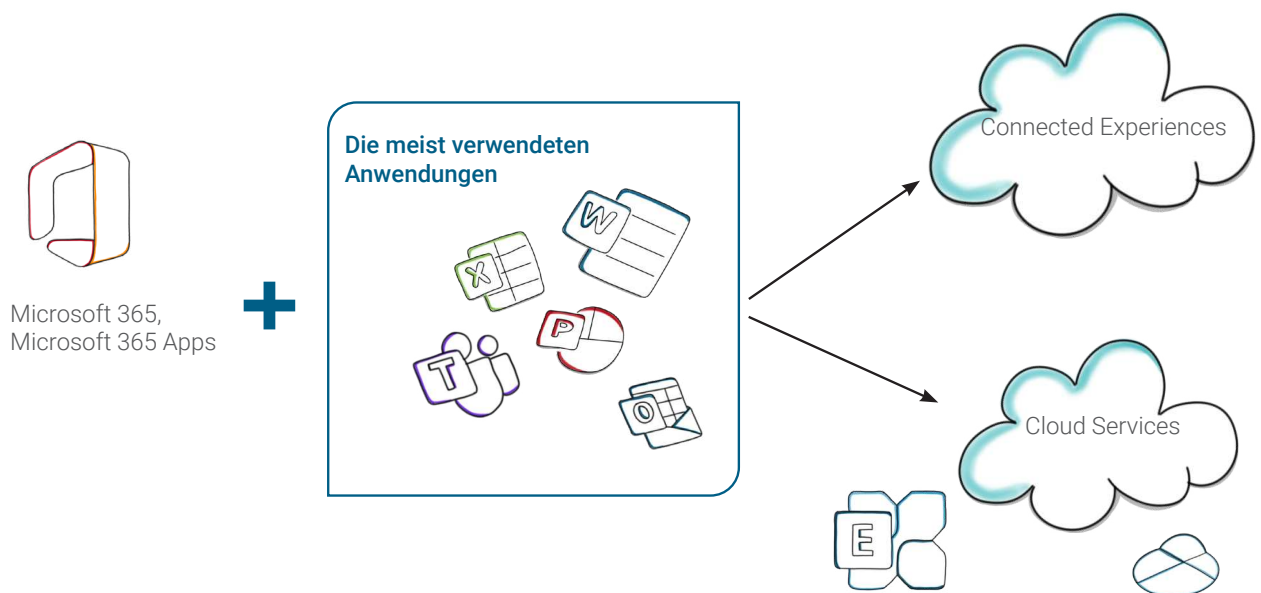 Die meist verwendeten
Anwendungen
Connected Experiences
W
X
Microsoft 365,
Microsoft 365 Apps
P
T
O
Cloud Services
E